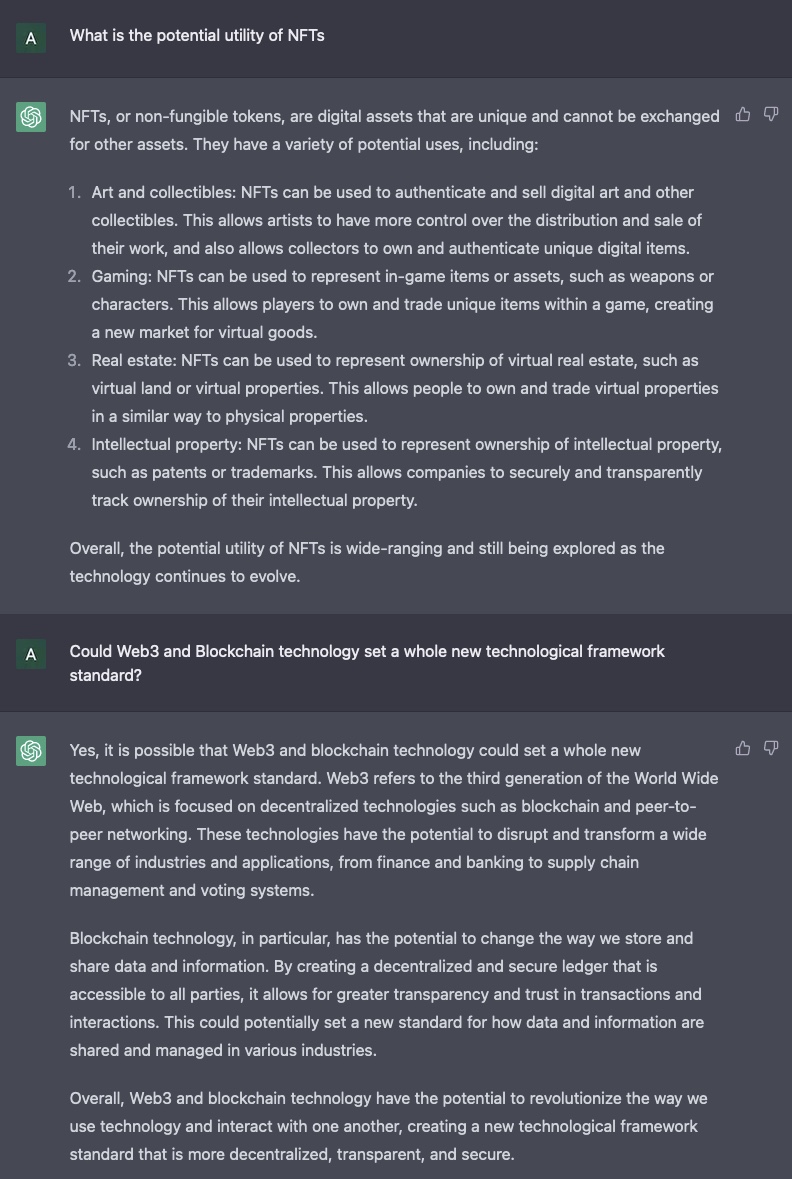 A
What is the potential utility of NFTs
NFTs, or non-fungible tokens, are digital assets that are unique and cannot be exchanged
for other assets. They have a variety of potential uses, including:
1. Art and collectibles: NFTs can be used to authenticate and sell digital art and other
collectibles. This allows artists to have more control over the distribution and sale of
their work, and also allows collectors to own and authenticate unique digital items.
2. Gaming: NFTs can be used to represent in-game items or assets, such as weapons or
characters. This allows players to own and trade unique items within a game, creating
a new market for virtual goods.
3. Real estate: NFTs can be used to represent ownership of virtual real estate, such as
virtual land or virtual properties. This allows people to own and trade virtual properties
in a similar way to physical properties.
4. Intellectual property: NFTs can be used to represent ownership of intellectual property,
such as patents or trademarks. This allows companies to securely and transparently
track ownership of their intellectual property.
Overall, the potential utility of NFTs is wide-ranging and still being explored as the
technology continues to evolve.
A
Could Web3 and Blockchain technology set a whole new technological framework
standard?
Yes, it is possible that Web3 and blockchain technology could set a whole new
technological framework standard. Web3 refers to the third generation of the World Wide
Web, which is focused on decentralized technologies such as blockchain and peer-to-
peer networking. These technologies have the potential to disrupt and transform a wide
range of industries and applications, from finance and banking to supply chain
management and voting systems.
Blockchain technology, in particular, has the potential to change the way we store and
share data and information. By creating a decentralized and secure ledger that is
accessible to all parties, it allows for greater transparency and trust in transactions and
interactions. This could potentially set a new standard for how data and information are
shared and managed in various industries.
Overall, Web3 and blockchain technology have the potential to revolutionize the way we
use technology and interact with one another, creating a new technological framework
standard that is more decentralized, transparent, and secure.